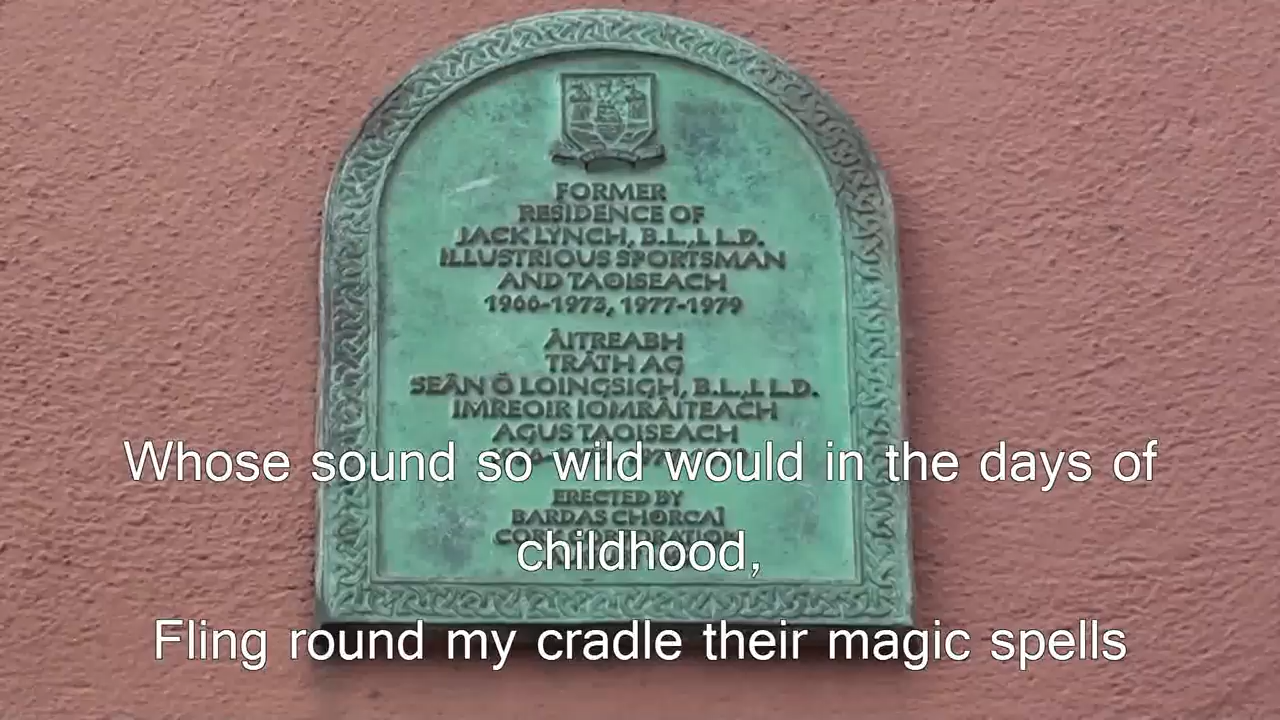 FORMER
RESIDENCE OF
JACK LYNCH, B.L., L L.D.
ILLUSTRIOUS SPORTSMAN
AND TAOISEACH
1966-1973, 1977-1979
ÁITREABH
TRÁTH AG
SEÁN Ó LOINGSIGH, B.L., L L.D.
IMREOIR IOMRÁITEACH
AGUS TAOISEACH
Whose sound so wild would in the days of
ERECTED BY
BARDAS CHORCAÍ
CORK CORPORATION
childhood,
Fling round my cradle their magic spells